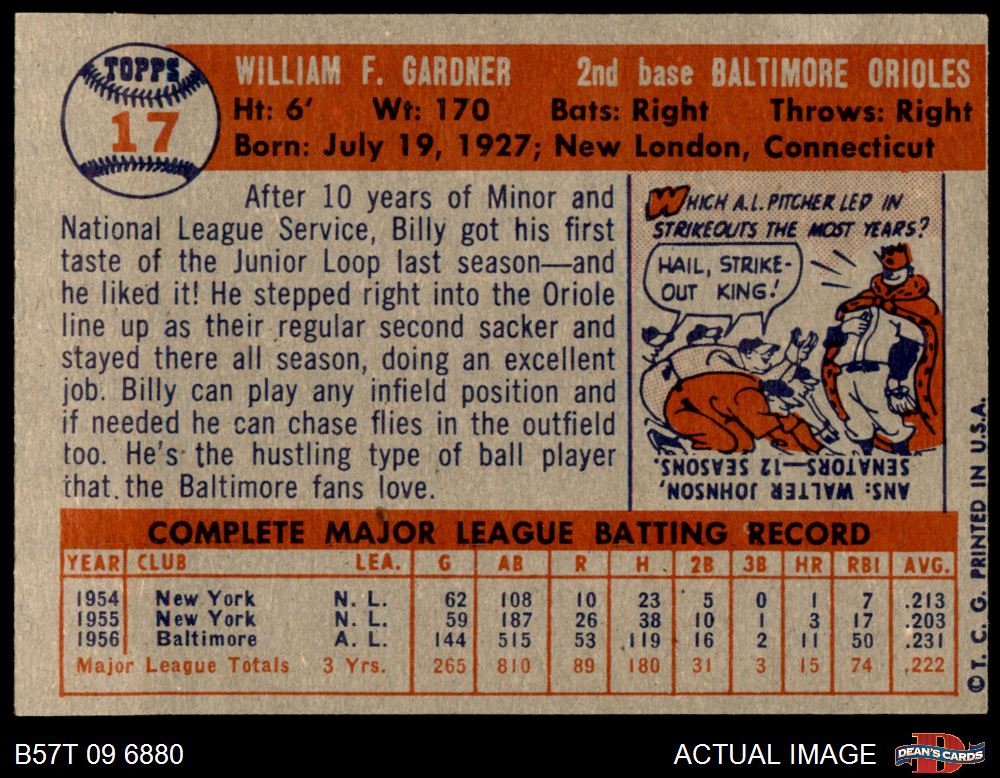 TOPPS
17
WILLIAM F. GARDNER 2nd base BALTIMORE ORIOLES
Ht: 6' Wt: 170 Bats: Right Throws: Right
Born: July 19, 1927; New London, Connecticut
After 10 years of Minor and
National League Service, Billy got his first
taste of the Junior Loop last season—and
he liked it! He stepped right into the Oriole
line up as their regular second sacker and
stayed there all season, doing an excellent
job. Billy can play any infield position and
if needed he can chase flies in the outfield
too. He's the hustling type of ball player
that the Baltimore fans love.
WHICH A.L. PITCHER LED IN
STRIKEOUTS THE MOST YEARS?
HAIL, STRIKE-
OUT KING!
ANS: WALTER JOHNSON,
SENATORS—12 SEASONS.
COMPLETE MAJOR LEAGUE BATTING RECORD
YEAR CLUB LEA. G AB R H 2B 3B HR RBI AVG.
1954 New York N. L. 62 108 10 23 5 0 1 7 .213
1955 New York N. L. 59 187 26 38 10 1 3 17 .203
1956 Baltimore A. L. 144 515 53 119 16 2 11 50 .231
Major League Totals 3 Yrs. 265 810 89 180 31 3 15 74 .222
©T. C. G. PRINTED IN U.S.A.
B57T 09 6880
ACTUAL IMAGE
DEAN'S CARDS